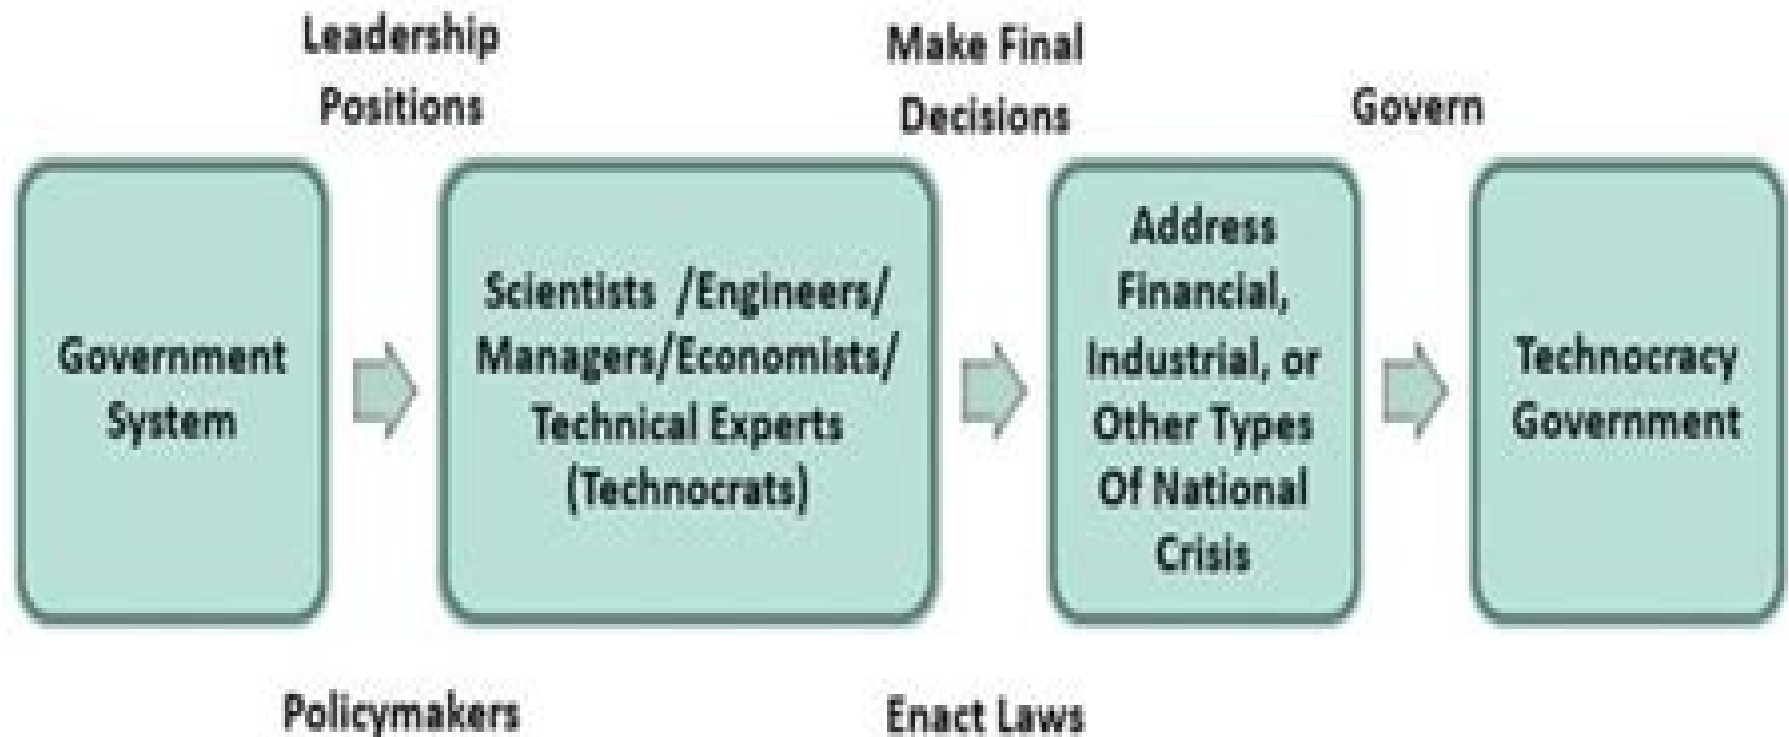 Leadership
Positions
Make Final
Decisions
Govern
Government
System
Scientists /Engineers/
Managers/Economists/
Technical Experts
(Technocrats)
Address
Financial,
Industrial, or
Other Types
Of National
Crisis
Technocracy
Government
Policymakers
Enact Laws